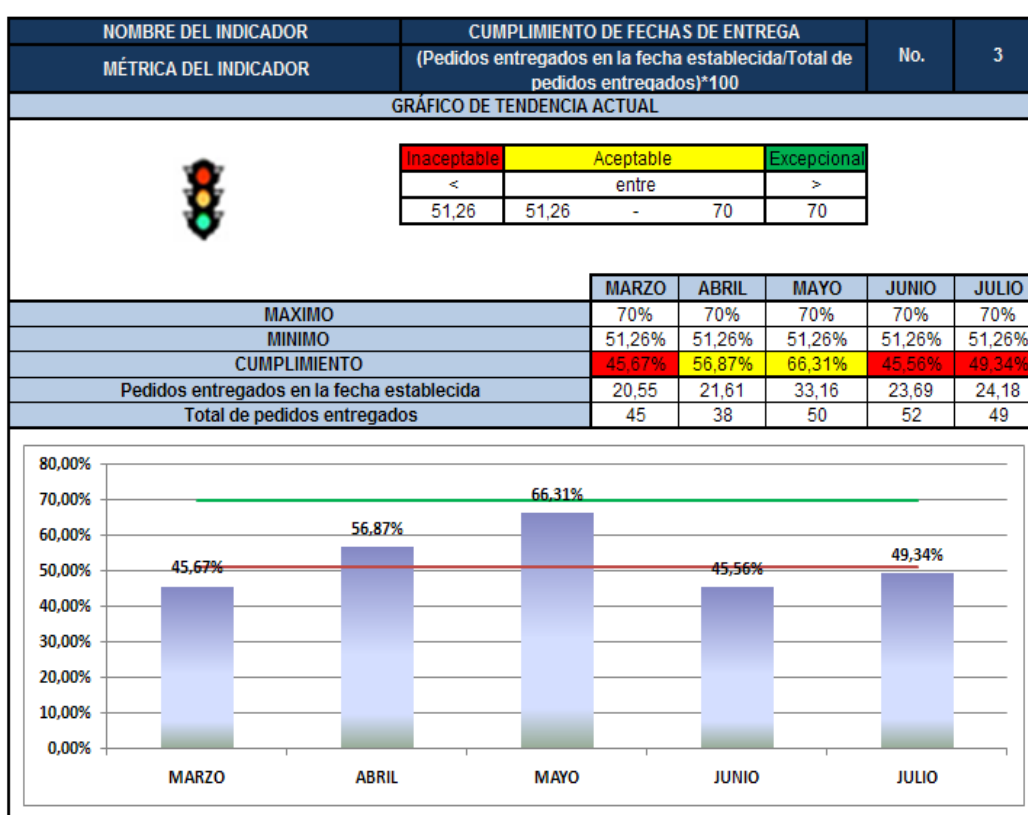 NOMBRE DEL INDICADOR CUMPLIMIENTO DE FECHAS DE ENTREGA No. 3
MÉTRICA DEL INDICADOR (Pedidos entregados en la fecha establecida/Total de
pedidos entregados)*100
GRÁFICO DE TENDENCIA ACTUAL
Inaceptable Aceptable Excepcional
< entre >
51,26 51,26 - 70 70
MARZO ABRIL MAYO JUNIO JULIO
MAXIMO 70% 70% 70% 70% 70%
MINIMO 51,26% 51,26% 51,26% 51,26% 51,26%
CUMPLIMIENTO 45,67% 56,87% 66,31% 45,56% 49,34%
Pedidos entregados en la fecha establecida 20,55 21,61 33,16 23,69 24,18
Total de pedidos entregados 45 38 50 52 49
80,00%
70,00%
60,00%
50,00%
40,00%
30,00%
20,00%
10,00%
0,00%
45,67% 56,87% 66,31% 45,56% 49,34%
MARZO ABRIL MAYO JUNIO JULIO